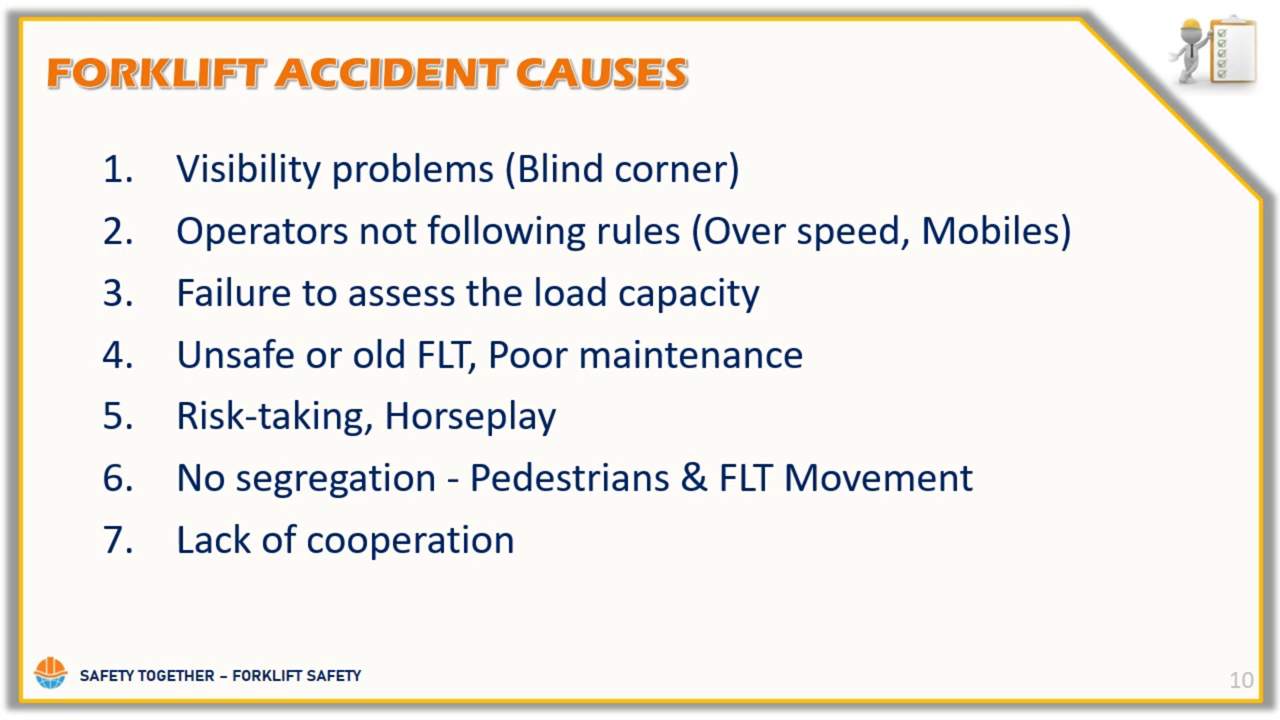 FORKLIFT ACCIDENT CAUSES
1. Visibility problems (Blind corner)
2. Operators not following rules (Over speed, Mobiles)
3. Failure to assess the load capacity
4. Unsafe or old FLT, Poor maintenance
5. Risk-taking, Horseplay
6. No segregation - Pedestrians & FLT Movement
7. Lack of cooperation
SAFETY TOGETHER – FORKLIFT SAFETY
10